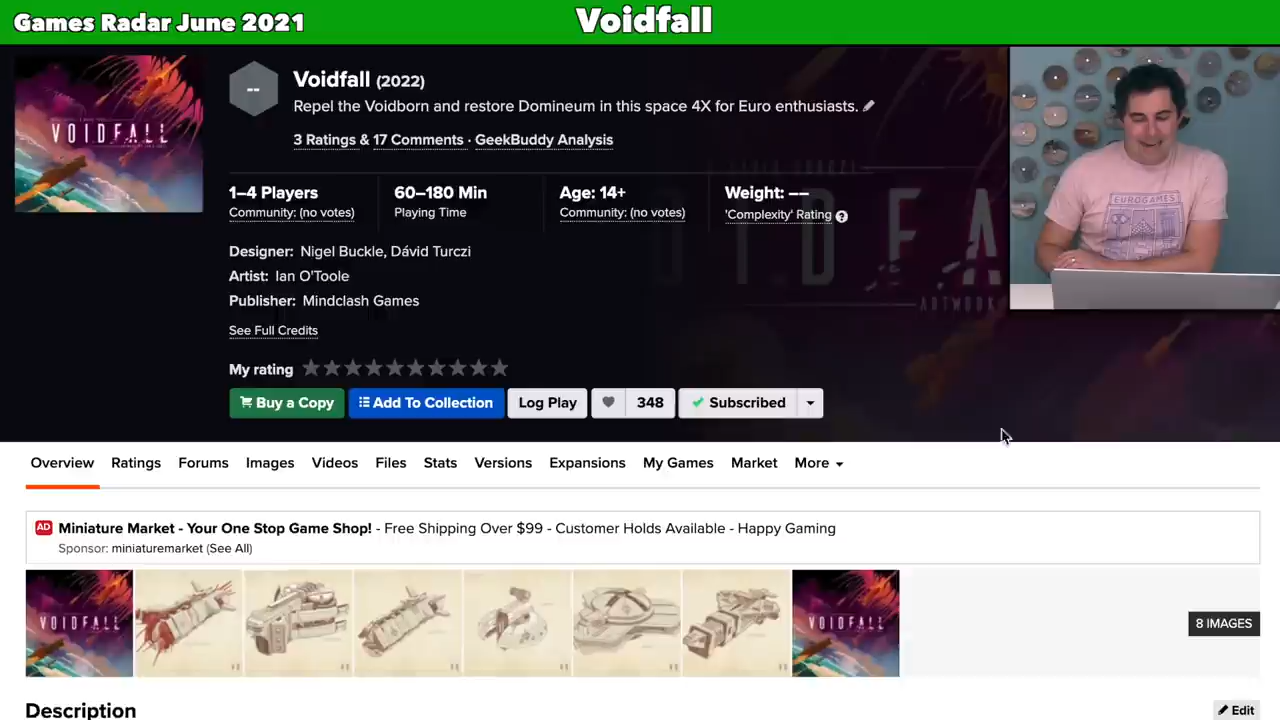 Games Radar June 2021
Voidfall
VOIDFALL
--
Voidfall (2022)
Repel the Voidborn and restore Domineum in this space 4X for Euro enthusiasts.
3 Ratings & 17 Comments · GeekBuddy Analysis
1–4 Players
Community: (no votes)
60–180 Min
Playing Time
Age: 14+
Community: (no votes)
Weight: --
'Complexity' Rating ?
Designer: Nigel Buckle, Dávid Turczi
Artist: Ian O'Toole
Publisher: Mindclash Games
See Full Credits
My rating
Buy a Copy
Add To Collection
Log Play
348
Subscribed
EUROGAMES
Overview
Ratings
Forums
Images
Videos
Files
Stats
Versions
Expansions
My Games
Market
More
AD Miniature Market - Your One Stop Game Shop! - Free Shipping Over $99 - Customer Holds Available - Happy Gaming
Sponsor: miniaturemarket (See All)
VOIDFALL
VOIDFALL
8 IMAGES
Description
Edit